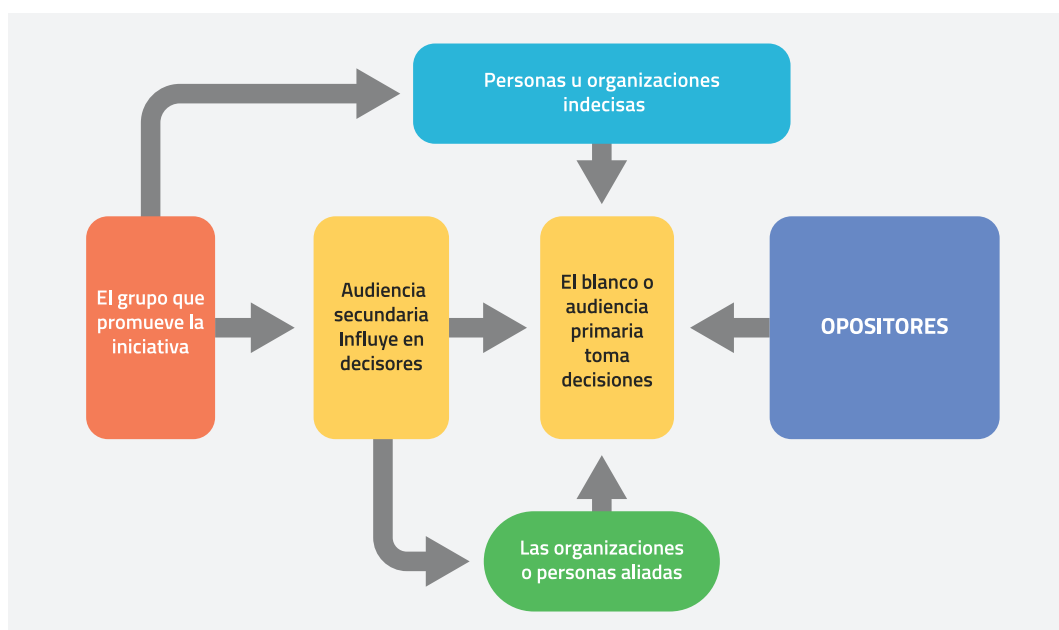 Personas u organizaciones
indecisas
El grupo que
promueve la
iniciativa
Audiencia
secundaria
Influye en
decisores
El blanco o
audiencia
primaria
toma
decisiones
OPOSITORES
Las organizaciones
o personas aliadas